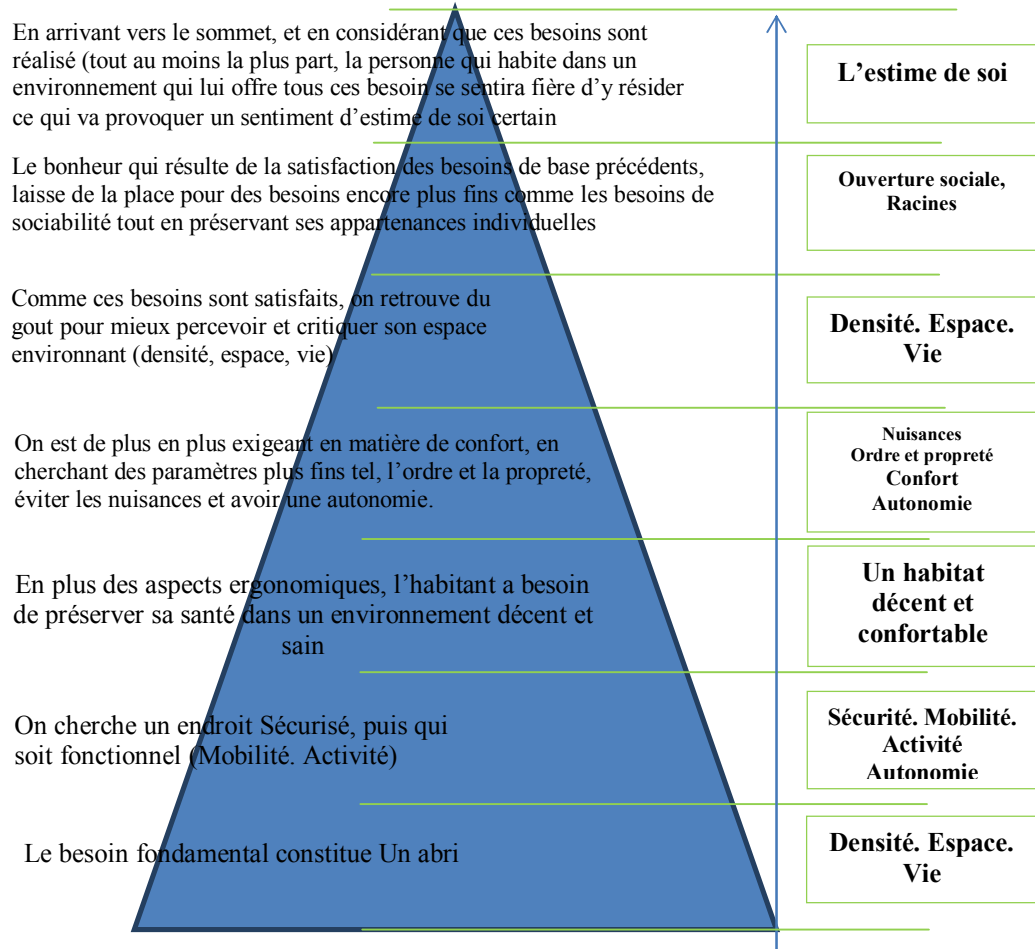 En arrivant vers le sommet, et en considérant que ces besoins sont
réalisé (tout au moins la plus part, la personne qui habite dans un
environnement qui lui offre tous ces besoin se sentira fière d’y résider
ce qui va provoquer un sentiment d’estime de soi certain
L’estime de soi
Le bonheur qui résulte de la satisfaction des besoins de base précédents,
laisse de la place pour des besoins encore plus fins comme les besoins de
sociabilité tout en préservant ses appartenances individuelles
Ouverture sociale,
Racines
Comme ces besoins sont satisfaits, on retrouve du
gout pour mieux percevoir et critiquer son espace
environnant (densité, espace, vie)
Densité. Espace.
Vie
On est de plus en plus exigeant en matière de confort, en
cherchant des paramètres plus fins tel, l’ordre et la propreté,
éviter les nuisances et avoir une autonomie.
Nuisances
Ordre et propreté
Confort
Autonomie
En plus des aspects ergonomiques, l’habitant a besoin
de préserver sa santé dans un environnement décent et
sain
Un habitat
décent et
confortable
On cherche un endroit Sécurisé, puis qui
soit fonctionnel (Mobilité. Activité)
Sécurité. Mobilité.
Activité
Autonomie
Le besoin fondamental constitue Un abri
Densité. Espace.
Vie